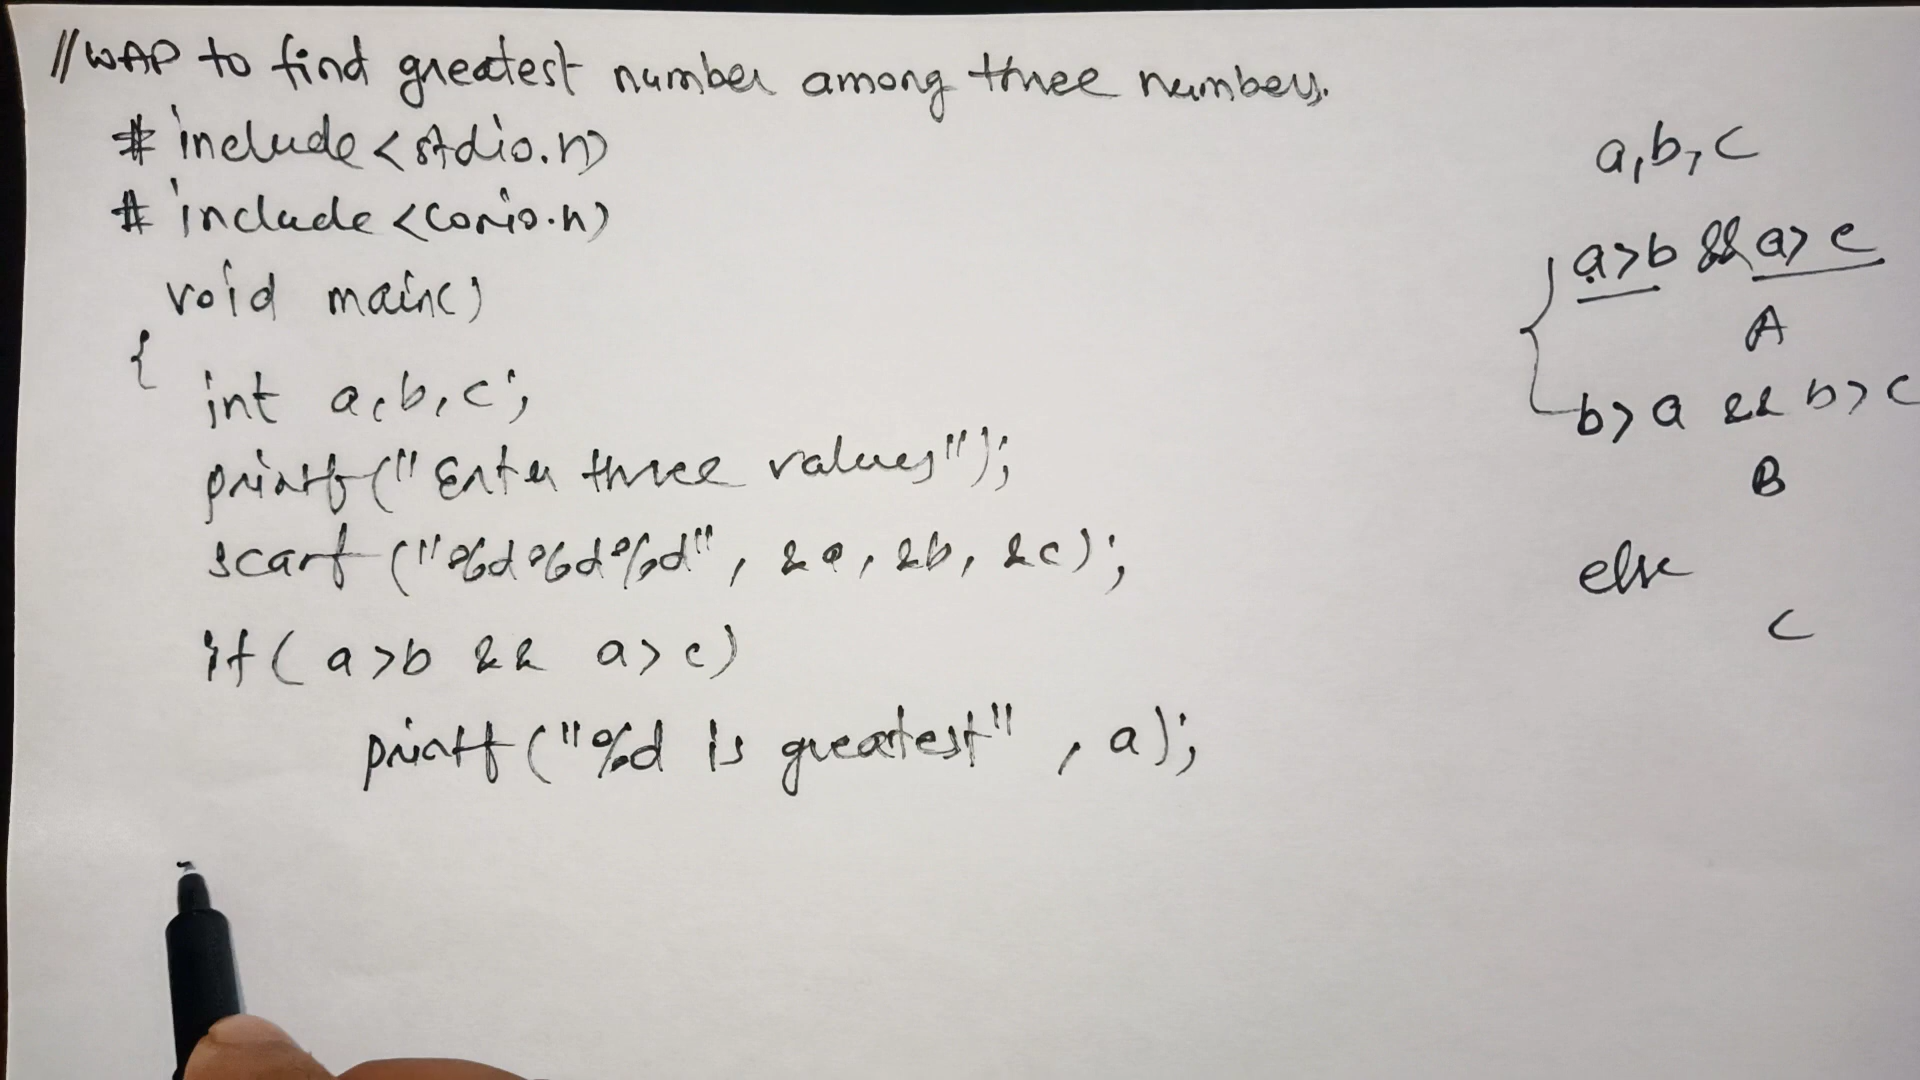 //WAP to find greatest number among three numbers.
#include<stdio.h>
#include<conio.h>
void main()
{
int a,b,c;
printf("Enter three values");
scanf("%d%d%d", &a, &b, &c);
if( a>b && a>c)
printf("%d is greatest", a);
a,b,c
a>b && a>c
A
b>a && b>c
B
else
C